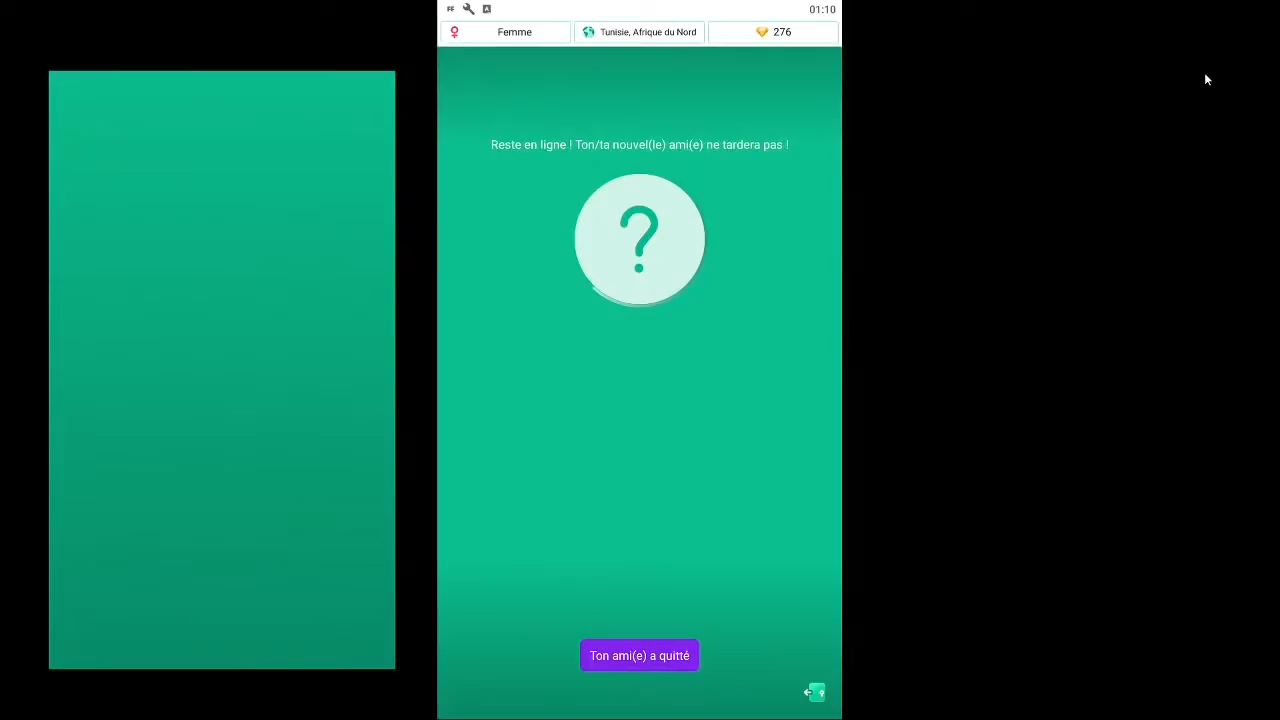 01:10
Femme
Tunisie, Afrique du Nord
276
Reste en ligne ! Ton/ta nouvel(le) ami(e) ne tardera pas !
?
Ton ami(e) a quitté